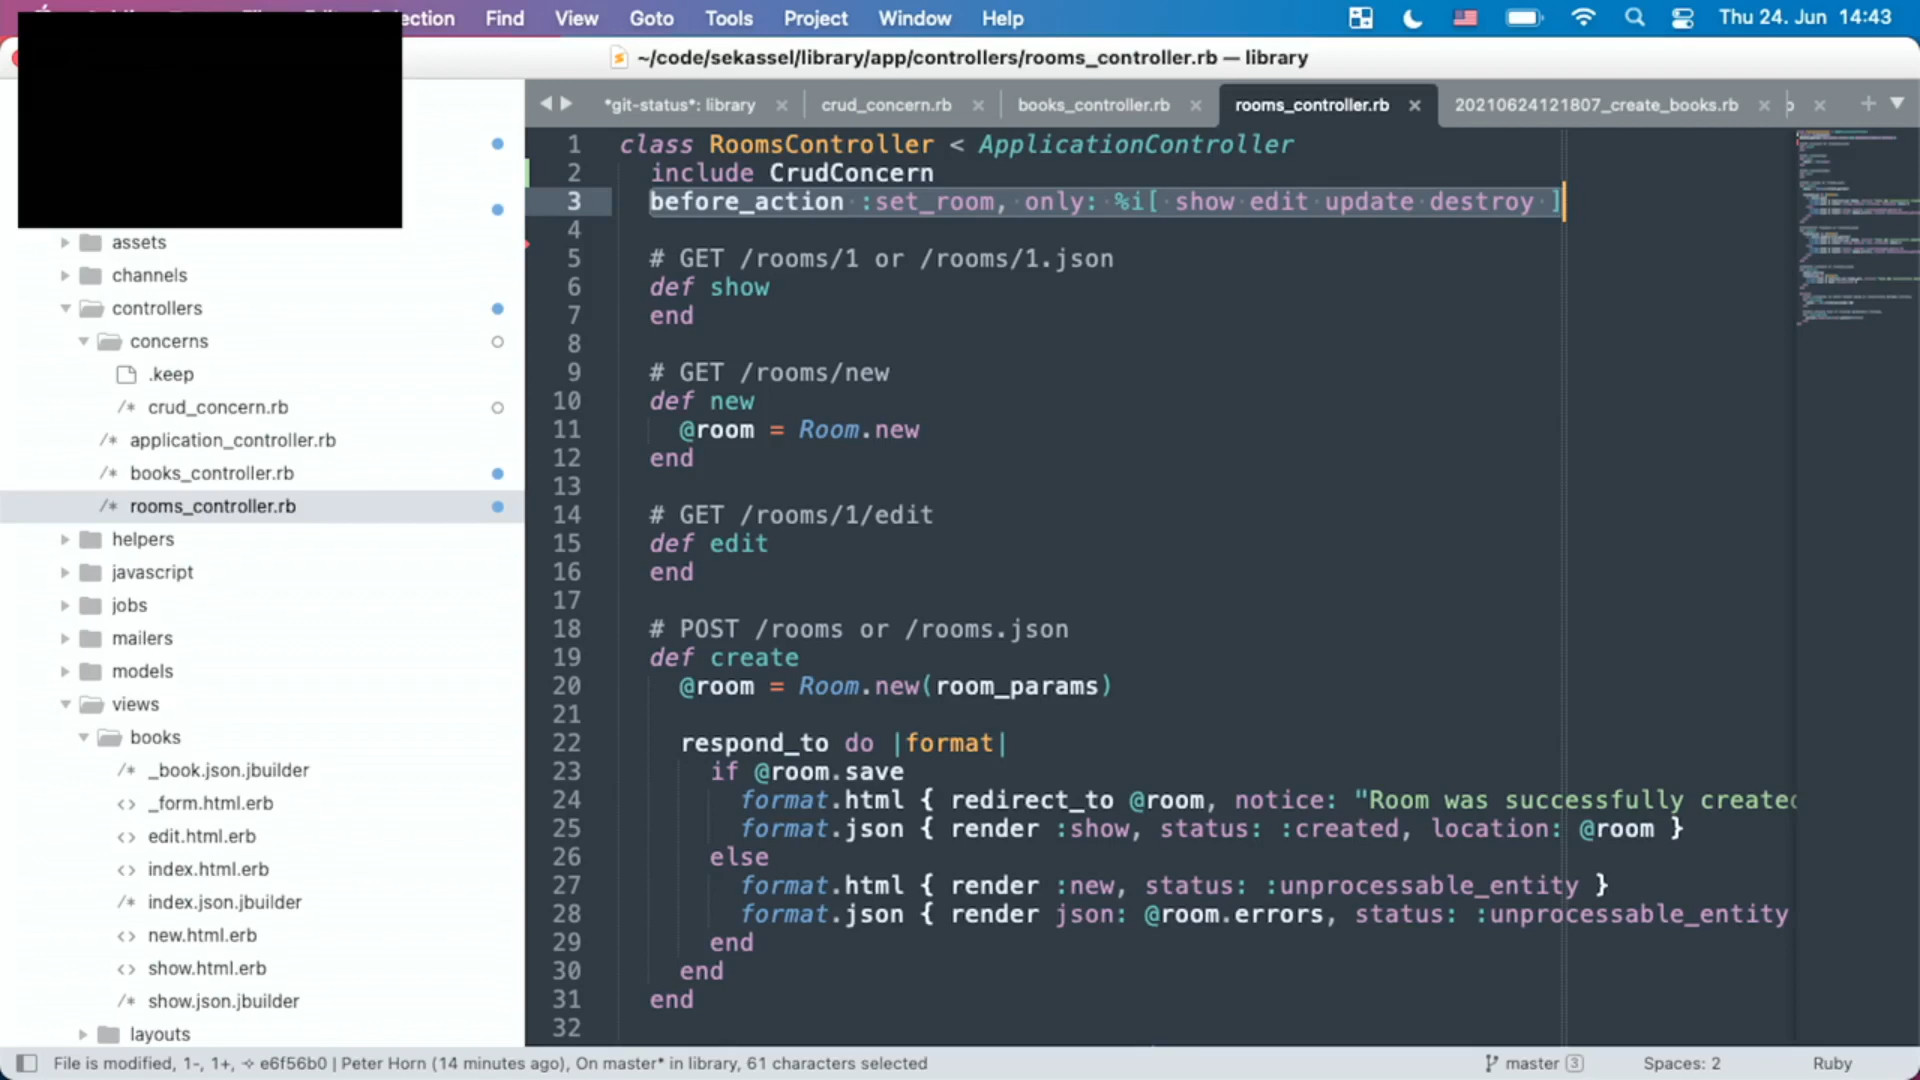 Find View Goto Tools Project Window Help
Thu 24. Jun 14:43
~/code/sekassel/library/app/controllers/rooms_controller.rb — library
*git-status*: library × crud_concern.rb × books_controller.rb × rooms_controller.rb × 20210624121807_create_books.rb ×
assets
channels
controllers
concerns
.keep
/* crud_concern.rb
/* application_controller.rb
/* books_controller.rb
/* rooms_controller.rb
helpers
javascript
jobs
mailers
models
views
books
/* _book.json.jbuilder
<> _form.html.erb
<> edit.html.erb
<> index.html.erb
/* index.json.jbuilder
<> new.html.erb
<> show.html.erb
/* show.json.jbuilder
layouts
1 class RoomsController < ApplicationController
2 include CrudConcern
3 before_action :set_room, only: %i[ show edit update destroy ]
4
5 # GET /rooms/1 or /rooms/1.json
6 def show
7 end
8
9 # GET /rooms/new
10 def new
11 @room = Room.new
12 end
13
14 # GET /rooms/1/edit
15 def edit
16 end
17
18 # POST /rooms or /rooms.json
19 def create
20 @room = Room.new(room_params)
21
22 respond_to do |format|
23 if @room.save
24 format.html { redirect_to @room, notice: "Room was successfully created
25 format.json { render :show, status: :created, location: @room }
26 else
27 format.html { render :new, status: :unprocessable_entity }
28 format.json { render json: @room.errors, status: :unprocessable_entity
29 end
30 end
31 end
32
File is modified, 1-, 1+, e6f56b0 | Peter Horn (14 minutes ago), On master* in library, 61 characters selected
master 3 Spaces: 2 Ruby